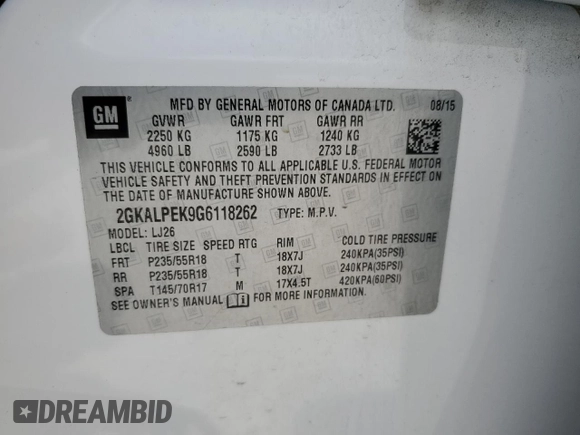 GM
MFD BY GENERAL MOTORS OF CANADA LTD. 08/15
GVWR GAWR FRT GAWR RR
2250 KG 1175 KG 1240 KG
4960 LB 2590 LB 2733 LB
THIS VEHICLE CONFORMS TO ALL APPLICABLE U.S. FEDERAL MOTOR
VEHICLE SAFETY AND THEFT PREVENTION STANDARDS IN EFFECT ON
THE DATE OF MANUFACTURE SHOWN ABOVE.
2GKALPEK9G6118262 TYPE: M.P.V.
MODEL: LJ26
LBCL TIRE SIZE SPEED RTG RIM COLD TIRE PRESSURE
FRT P235/55R18 T 18X7J 240KPA(35PSI)
RR P235/55R18 T 18X7J 240KPA(35PSI)
SPA T145/70R17 M 17X4.5T 420KPA(60PSI)
SEE OWNER'S MANUAL FOR MORE INFORMATION.
DREAMBID